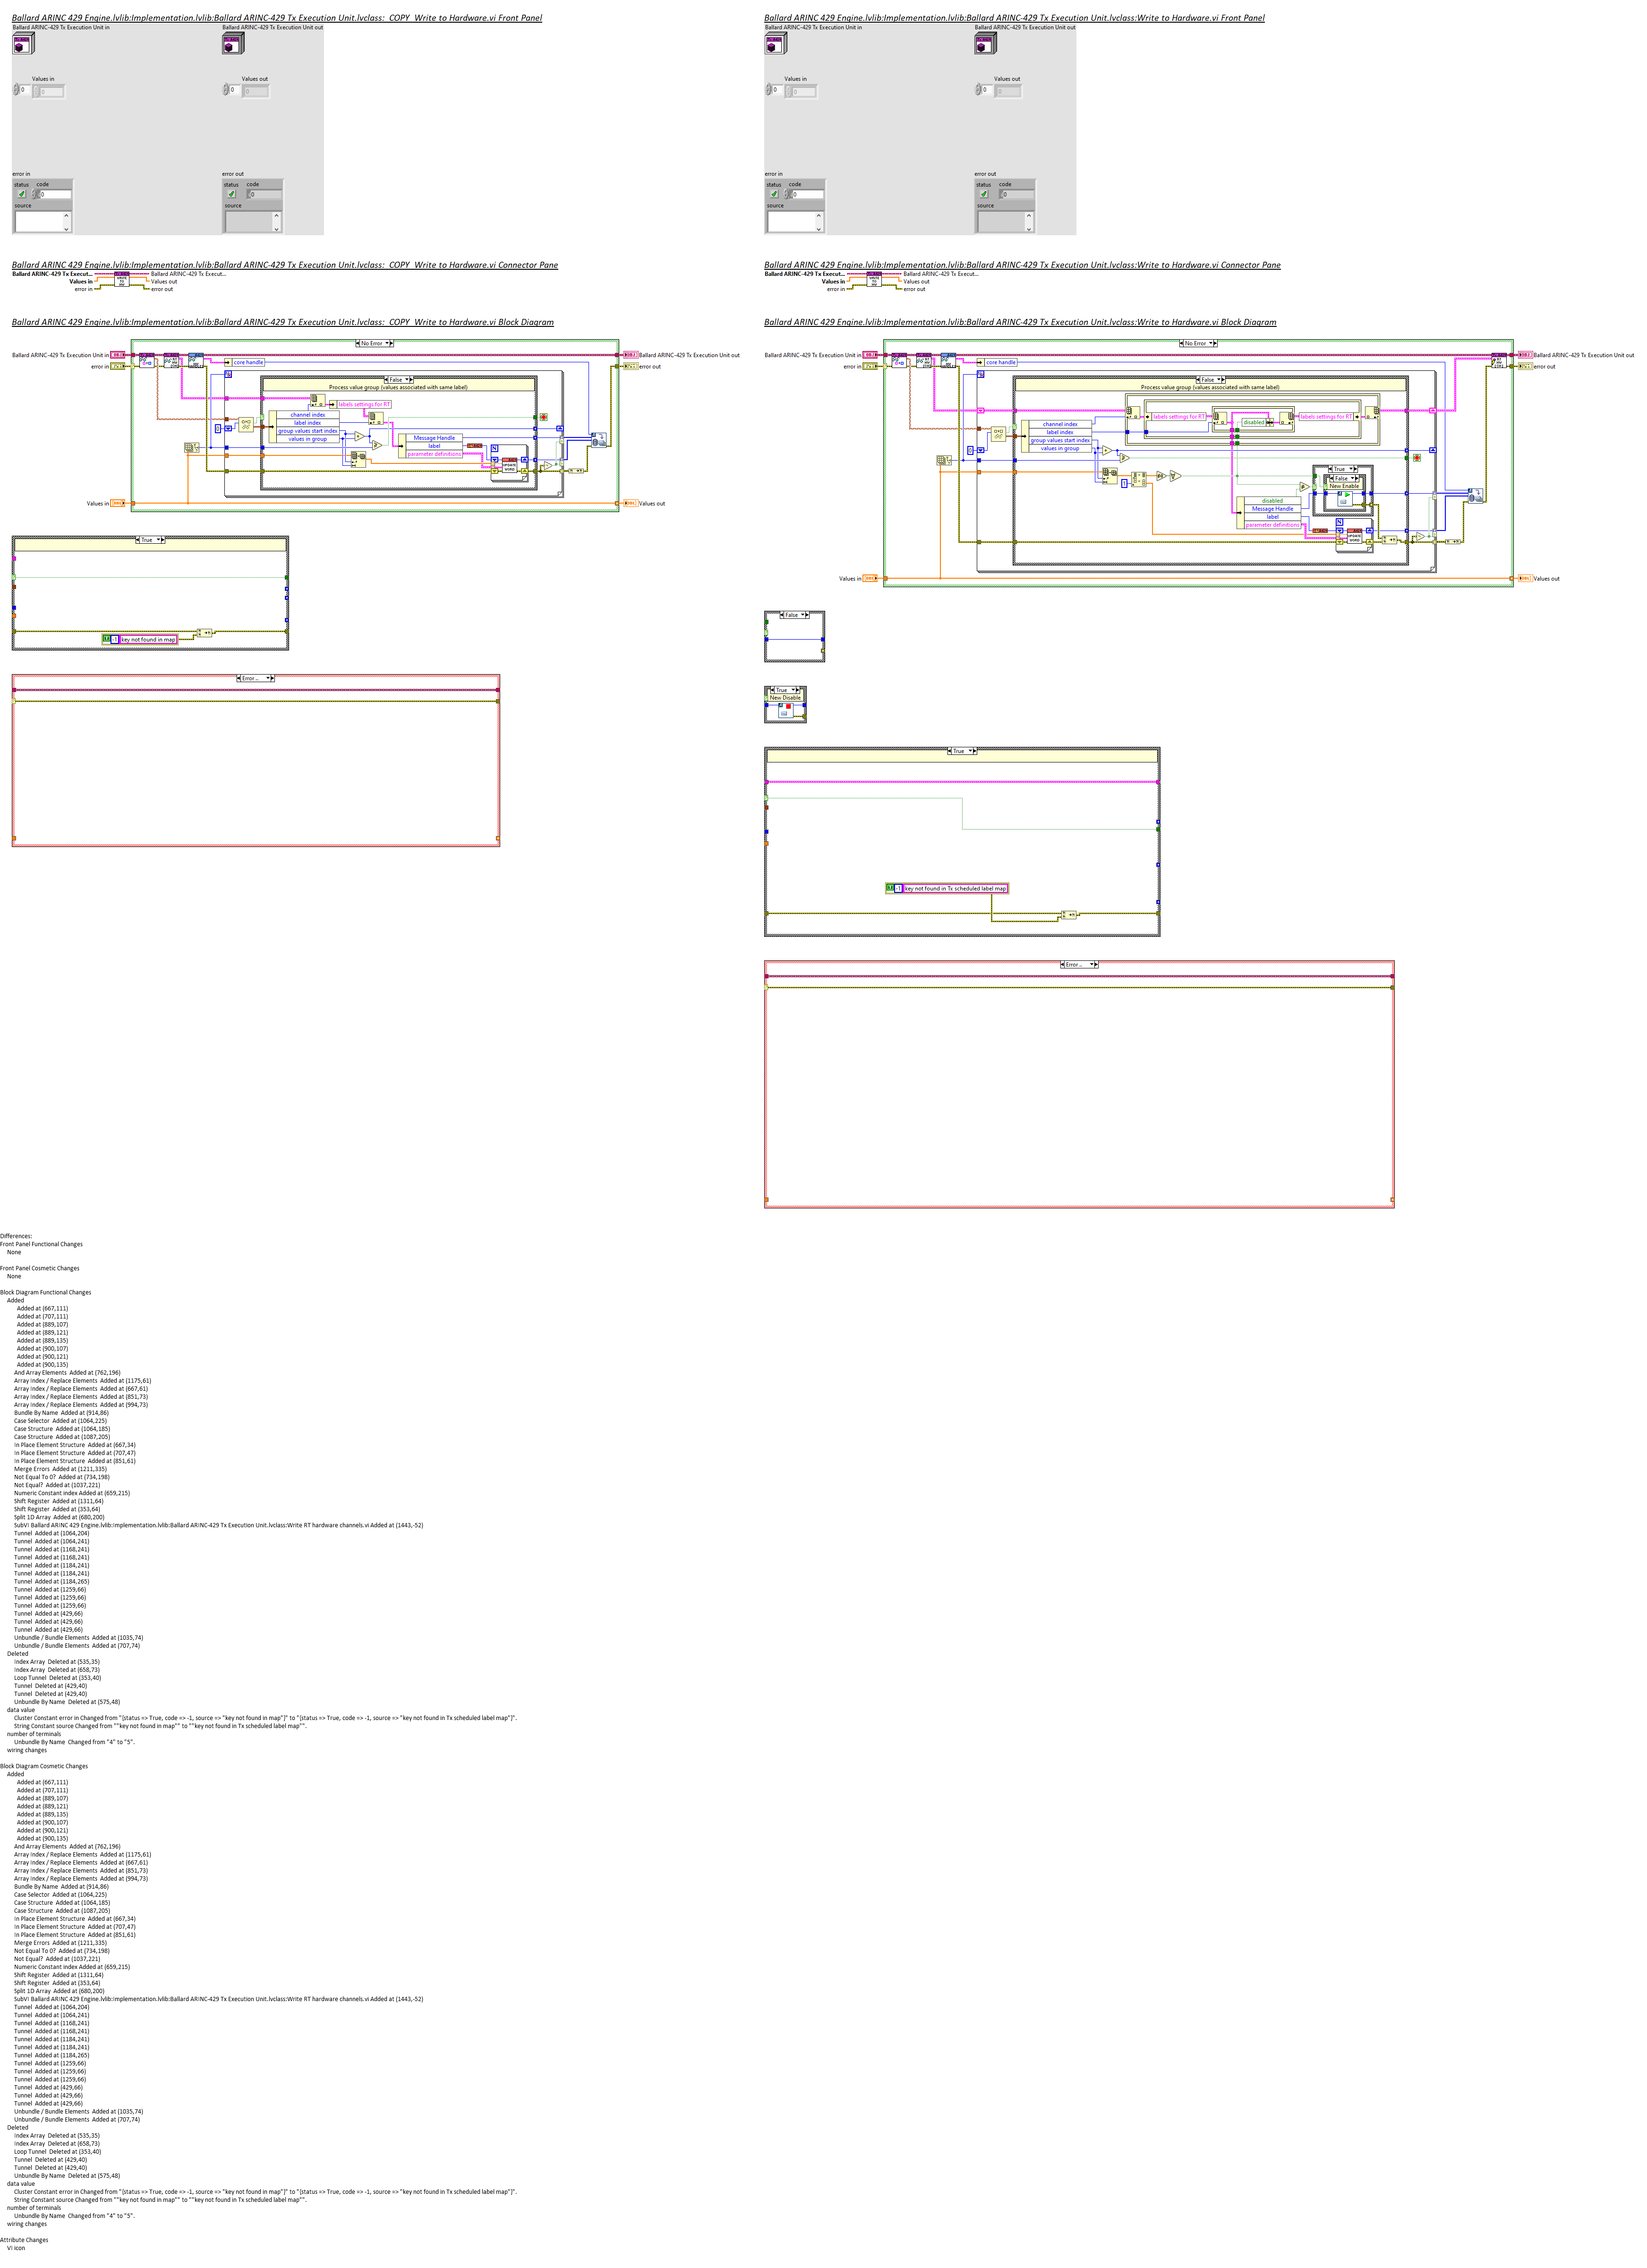 Ballard ARINC 429 Engine.lvlib:Implementation.lvlib:Ballard ARINC-429 Tx Execution Unit.lvclass:_COPY_Write to Hardware.vi Front Panel
Ballard ARINC-429 Tx Execution Unit in
Ballard ARINC-429 Tx Execution Unit out
Values in
Values out
0
0
0
0
error in
error out
status code
status code
0
0
source
source
Ballard ARINC 429 Engine.lvlib:Implementation.lvlib:Ballard ARINC-429 Tx Execution Unit.lvclass:_COPY_Write to Hardware.vi Connector Pane
Ballard ARINC-429 Tx Execut...
Ballard ARINC-429 Tx Execut...
Values in
Values out
error in
error out
Ballard ARINC 429 Engine.lvlib:Implementation.lvlib:Ballard ARINC-429 Tx Execution Unit.lvclass:_COPY_Write to Hardware.vi Block Diagram
No Error
Ballard ARINC-429 Tx Execution Unit in
Ballard ARINC-429 Tx Execution Unit out
error in
error out
core handle
False
Process value group (values associated with same label)
labels settings for RT
channel index
label index
group values start index
values in group
Message Handle
label
parameter definitions
Values in
Values out
True
-1 key not found in map
Error
Ballard ARINC 429 Engine.lvlib:Implementation.lvlib:Ballard ARINC-429 Tx Execution Unit.lvclass:Write to Hardware.vi Front Panel
Ballard ARINC-429 Tx Execution Unit in
Ballard ARINC-429 Tx Execution Unit out
Values in
Values out
0
0
0
0
error in
error out
status code
status code
0
0
source
source
Ballard ARINC 429 Engine.lvlib:Implementation.lvlib:Ballard ARINC-429 Tx Execution Unit.lvclass:Write to Hardware.vi Connector Pane
Ballard ARINC-429 Tx Execut...
Ballard ARINC-429 Tx Execut...
Values in
Values out
error in
error out
Ballard ARINC 429 Engine.lvlib:Implementation.lvlib:Ballard ARINC-429 Tx Execution Unit.lvclass:Write to Hardware.vi Block Diagram
No Error
Ballard ARINC-429 Tx Execution Unit in
Ballard ARINC-429 Tx Execution Unit out
error in
error out
core handle
False
Process value group (values associated with same label)
labels settings for RT
disabled
labels settings for RT
channel index
label index
group values start index
values in group
True
False
New Enable
disabled
Message Handle
label
parameter definitions
Values in
Values out
False
True
New Disable
True
-1 key not found in Tx scheduled label map
Error
Differences:
Front Panel Functional Changes
None
Front Panel Cosmetic Changes
None
Block Diagram Functional Changes
Added
Added at (667,111)
Added at (707,111)
Added at (889,107)
Added at (889,121)
Added at (889,135)
Added at (900,107)
Added at (900,121)
Added at (900,135)
And Array Elements Added at (762,196)
Array Index / Replace Elements Added at (1175,61)
Array Index / Replace Elements Added at (667,61)
Array Index / Replace Elements Added at (851,73)
Array Index / Replace Elements Added at (994,73)
Bundle By Name Added at (914,86)
Case Selector Added at (1064,225)
Case Structure Added at (1064,185)
Case Structure Added at (1087,205)
In Place Element Structure Added at (667,34)
In Place Element Structure Added at (707,47)
In Place Element Structure Added at (851,61)
Merge Errors Added at (1211,335)
Not Equal To 0? Added at (734,198)
Not Equal? Added at (1037,221)
Numeric Constant index Added at (659,215)
Shift Register Added at (1311,64)
Shift Register Added at (353,64)
Split 1D Array Added at (680,200)
SubVI Ballard ARINC 429 Engine.lvlib:Implementation.lvlib:Ballard ARINC-429 Tx Execution Unit.lvclass:Write RT hardware channels.vi Added at (1443,-52)
Tunnel Added at (1064,204)
Tunnel Added at (1064,241)
Tunnel Added at (1168,241)
Tunnel Added at (1168,241)
Tunnel Added at (1184,241)
Tunnel Added at (1184,241)
Tunnel Added at (1184,265)
Tunnel Added at (1259,66)
Tunnel Added at (1259,66)
Tunnel Added at (1259,66)
Tunnel Added at (429,66)
Tunnel Added at (429,66)
Tunnel Added at (429,66)
Unbundle / Bundle Elements Added at (1035,74)
Unbundle / Bundle Elements Added at (707,74)
Deleted
Index Array Deleted at (535,35)
Index Array Deleted at (658,73)
Loop Tunnel Deleted at (353,40)
Tunnel Deleted at (429,40)
Tunnel Deleted at (429,40)
Unbundle By Name Deleted at (575,48)
data value
Cluster Constant error in Changed from "{status => True, code => -1, source => "key not found in map"}" to "{status => True, code => -1, source => "key not found in Tx scheduled label map"}".
String Constant source Changed from ""key not found in map"" to ""key not found in Tx scheduled label map"".
number of terminals
Unbundle By Name Changed from "4" to "5".
wiring changes
Block Diagram Cosmetic Changes
Added
Added at (667,111)
Added at (707,111)
Added at (889,107)
Added at (889,121)
Added at (889,135)
Added at (900,107)
Added at (900,121)
Added at (900,135)
And Array Elements Added at (762,196)
Array Index / Replace Elements Added at (1175,61)
Array Index / Replace Elements Added at (667,61)
Array Index / Replace Elements Added at (851,73)
Array Index / Replace Elements Added at (994,73)
Bundle By Name Added at (914,86)
Case Selector Added at (1064,225)
Case Structure Added at (1064,185)
Case Structure Added at (1087,205)
In Place Element Structure Added at (667,34)
In Place Element Structure Added at (707,47)
In Place Element Structure Added at (851,61)
Merge Errors Added at (1211,335)
Not Equal To 0? Added at (734,198)
Not Equal? Added at (1037,221)
Numeric Constant index Added at (659,215)
Shift Register Added at (1311,64)
Shift Register Added at (353,64)
Split 1D Array Added at (680,200)
SubVI Ballard ARINC 429 Engine.lvlib:Implementation.lvlib:Ballard ARINC-429 Tx Execution Unit.lvclass:Write RT hardware channels.vi Added at (1443,-52)
Tunnel Added at (1064,204)
Tunnel Added at (1064,241)
Tunnel Added at (1168,241)
Tunnel Added at (1168,241)
Tunnel Added at (1184,241)
Tunnel Added at (1184,241)
Tunnel Added at (1184,265)
Tunnel Added at (1259,66)
Tunnel Added at (1259,66)
Tunnel Added at (1259,66)
Tunnel Added at (429,66)
Tunnel Added at (429,66)
Tunnel Added at (429,66)
Unbundle / Bundle Elements Added at (1035,74)
Unbundle / Bundle Elements Added at (707,74)
Deleted
Index Array Deleted at (535,35)
Index Array Deleted at (658,73)
Loop Tunnel Deleted at (353,40)
Tunnel Deleted at (429,40)
Tunnel Deleted at (429,40)
Unbundle By Name Deleted at (575,48)
data value
Cluster Constant error in Changed from "{status => True, code => -1, source => "key not found in map"}" to "{status => True, code => -1, source => "key not found in Tx scheduled label map"}".
String Constant source Changed from ""key not found in map"" to ""key not found in Tx scheduled label map"".
number of terminals
Unbundle By Name Changed from "4" to "5".
wiring changes
Attribute Changes
VI Icon